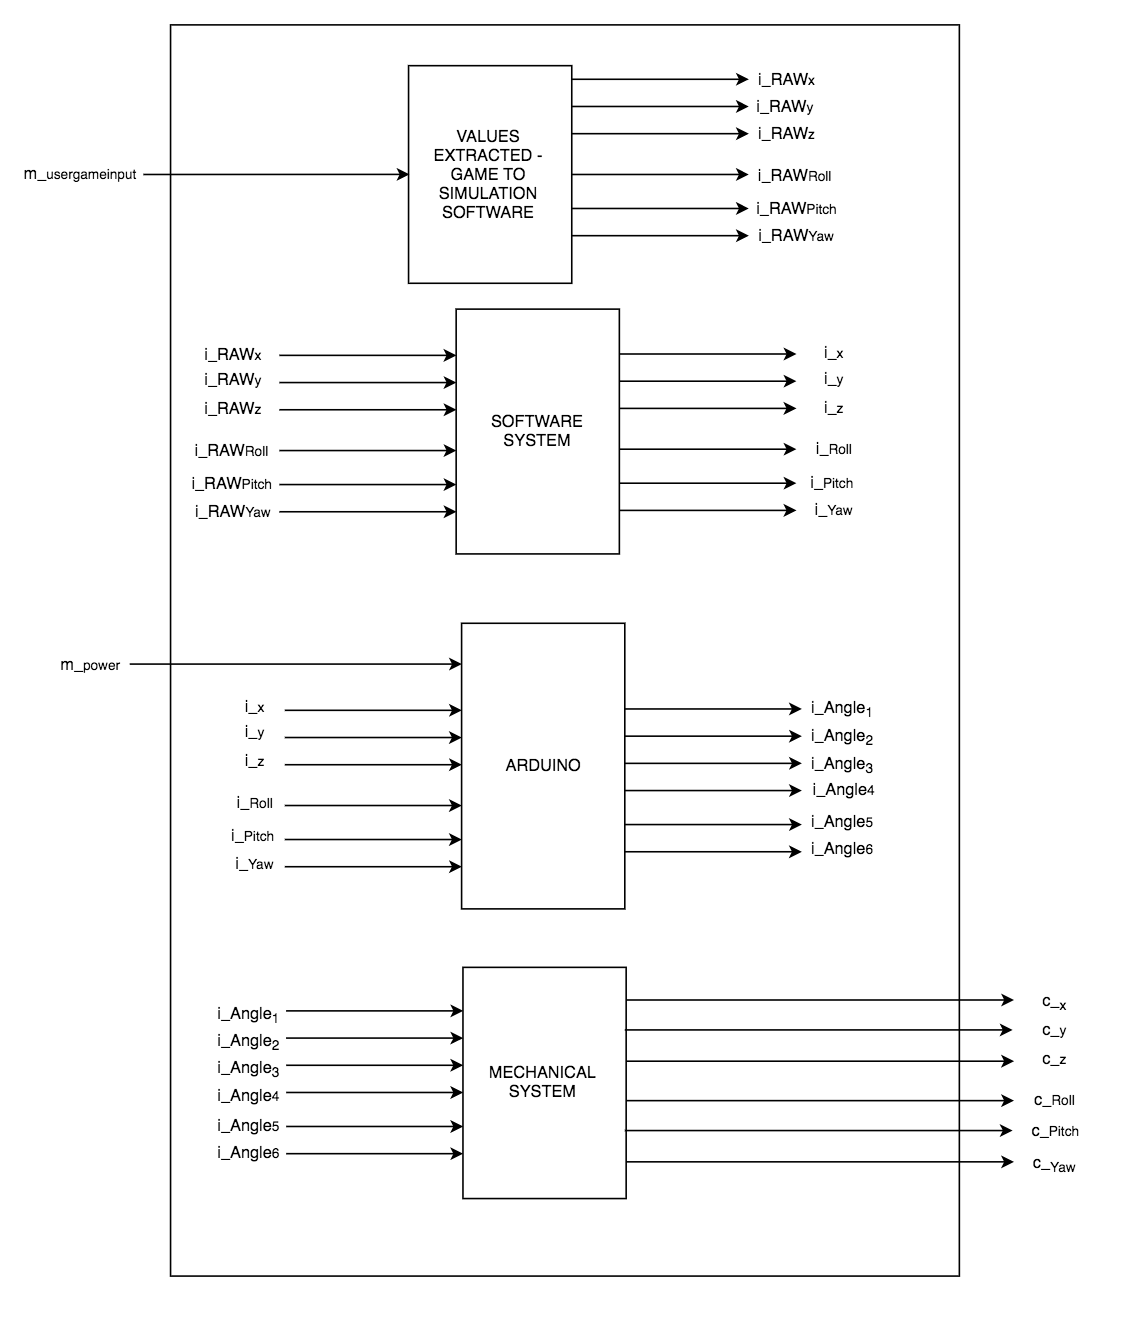 m_usergameinput
VALUES
EXTRACTED -
GAME TO
SIMULATION
SOFTWARE
i_RAWx
i_RAWy
i_RAWz
i_RAWRoll
i_RAWPitch
i_RAWYaw
i_RAWx
i_RAWy
i_RAWz
i_RAWRoll
i_RAWPitch
i_RAWYaw
SOFTWARE
SYSTEM
i_x
i_y
i_z
i_Roll
i_Pitch
i_Yaw
m_power
i_x
i_y
i_z
i_Roll
i_Pitch
i_Yaw
ARDUINO
i_Angle1
i_Angle2
i_Angle3
i_Angle4
i_Angle5
i_Angle6
i_Angle1
i_Angle2
i_Angle3
i_Angle4
i_Angle5
i_Angle6
MECHANICAL
SYSTEM
c_x
c_y
c_z
c_Roll
c_Pitch
c_Yaw